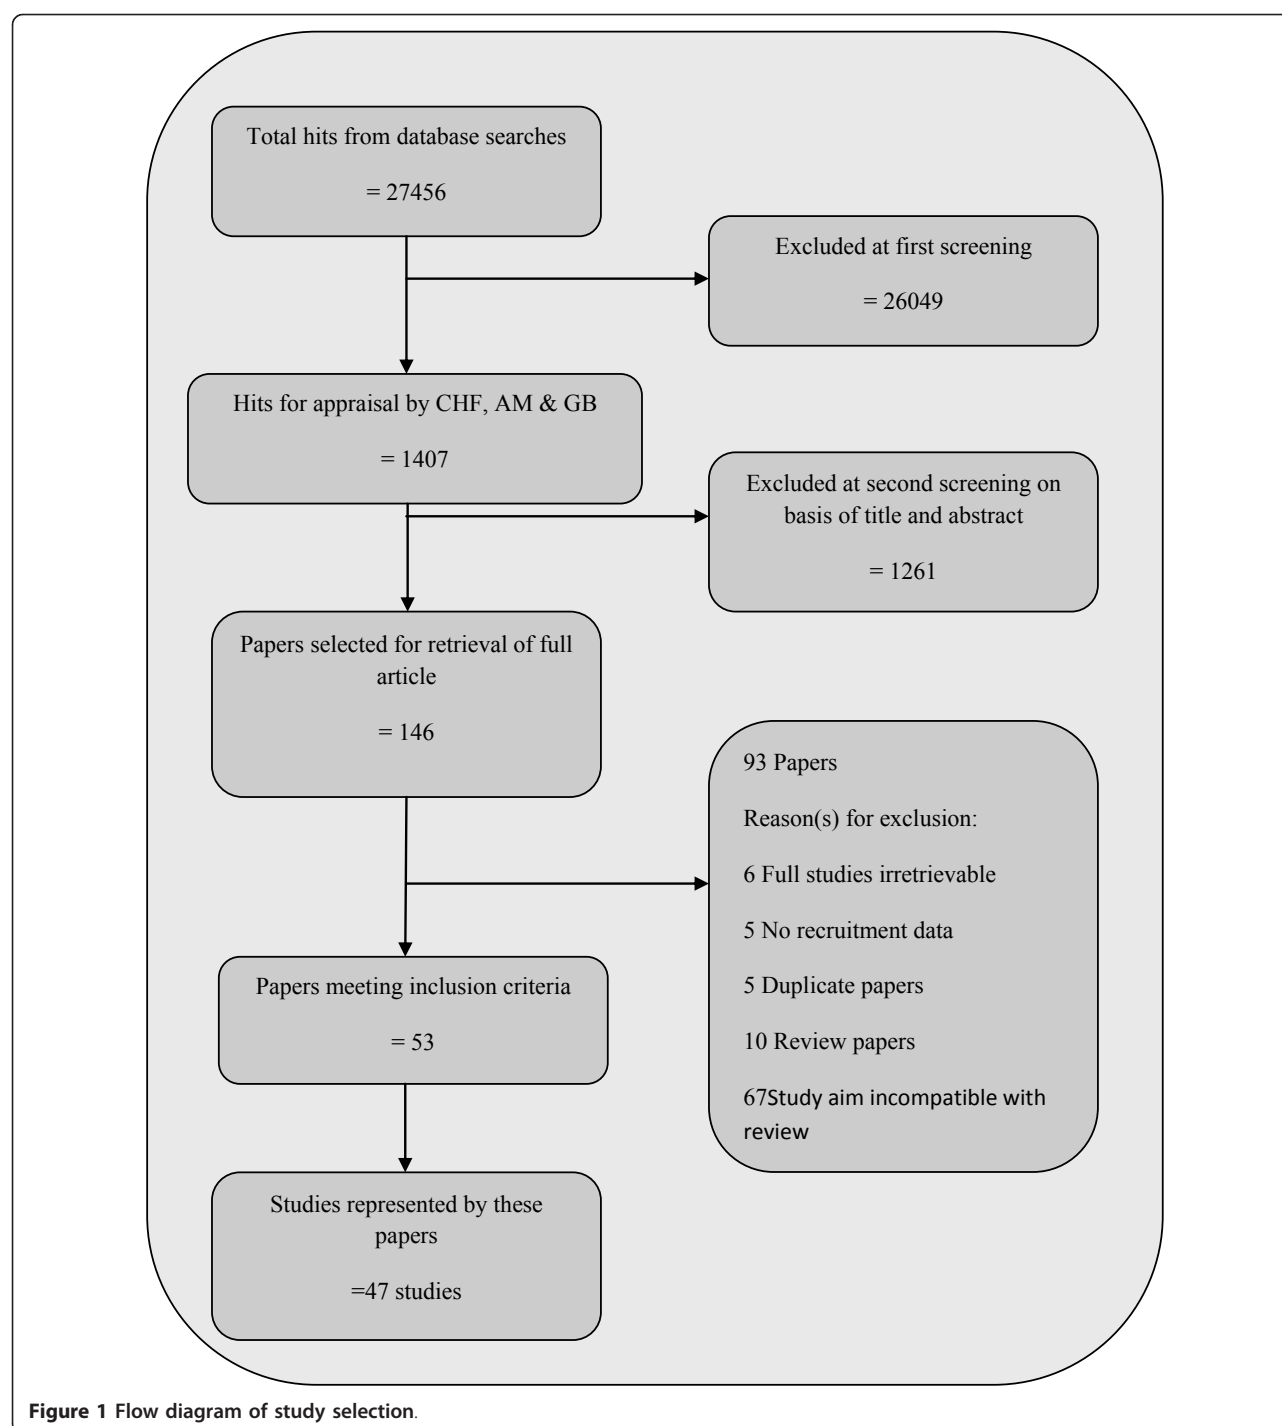 Total hits from database searches
= 27456
Excluded at first screening
= 26049
Hits for appraisal by CHF, AM & GB
= 1407
Excluded at second screening on
basis of title and abstract
= 1261
Papers selected for retrieval of full
article
= 146
93 Papers
Reason(s) for exclusion:
6 Full studies irretrievable
5 No recruitment data
5 Duplicate papers
10 Review papers
67Study aim incompatible with
review
Papers meeting inclusion criteria
= 53
Studies represented by these
papers
=47 studies
Figure 1 Flow diagram of study selection.